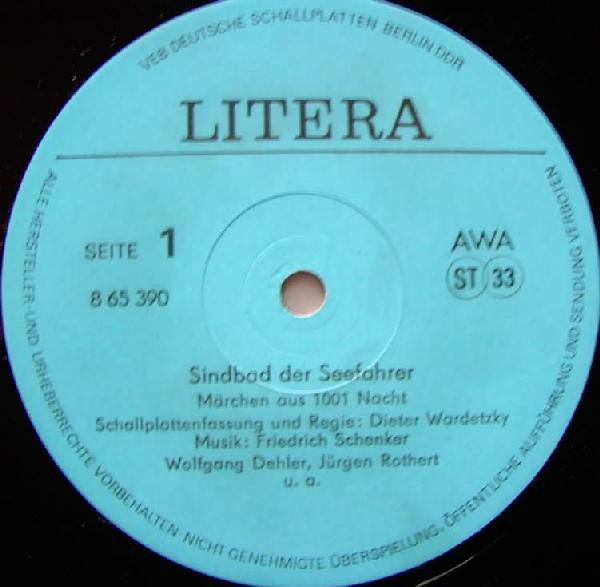 VEB DEUTSCHE SCHALLPLATTEN BERLIN DDR
LITERA
SEITE 1
AWA
8 65 390
ST 33
Sindbad der Seefahrer
Märchen aus 1001 Nacht
Schallplattenfassung und Regie: Dieter Wardetzky
Musik: Friedrich Schenker
Wolfgang Dehler, Jürgen Rothert
u. a.
ALLE HERSTELLER-UND URHEBERRECHTE VORBEHALTEN NICHT GENEHMIGTE ÜBERSPIELUNG, ÖFFENTLICHE AUFFÜHRUNG UND SENDUNG VERBOTEN